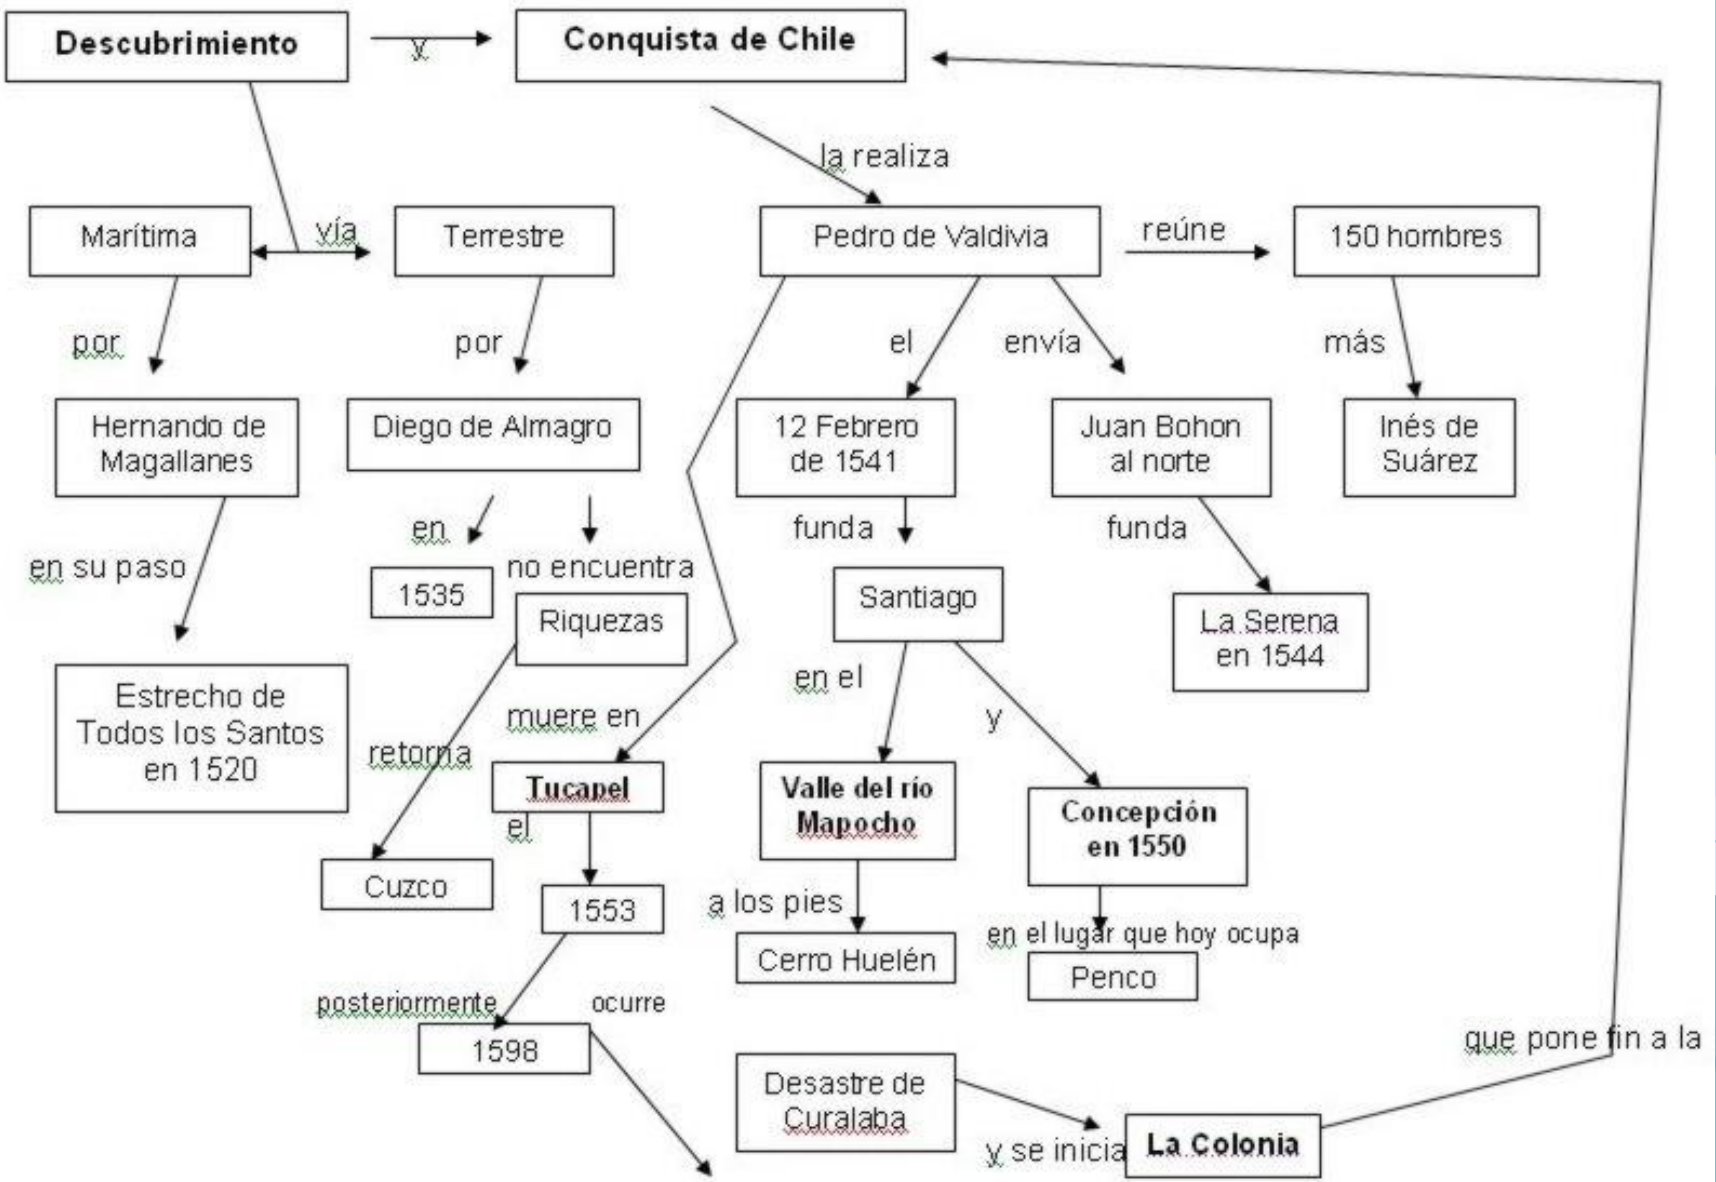 Descubrimiento
y
Conquista de Chile
la realiza
Marítima
vía
Terrestre
Pedro de Valdivia
reúne
150 hombres
por
por
el
envía
más
Hernando de
Magallanes
Diego de Almagro
12 Febrero
de 1541
Juan Bohon
al norte
Inés de
Suárez
en
no encuentra
funda
funda
en su paso
1535
Riquezas
Santiago
La Serena
en 1544
Estrecho de
Todos los Santos
en 1520
retorna
muere en
en el
y
Tucapel
el
Valle del río
Mapocho
Concepción
en 1550
Cuzco
1553
a los pies
Cerro Huelén
en el lugar que hoy ocupa
Penco
posteriormente
ocurre
1598
Desastre de
Curalaba
y se inicia
La Colonia
que pone fin a la